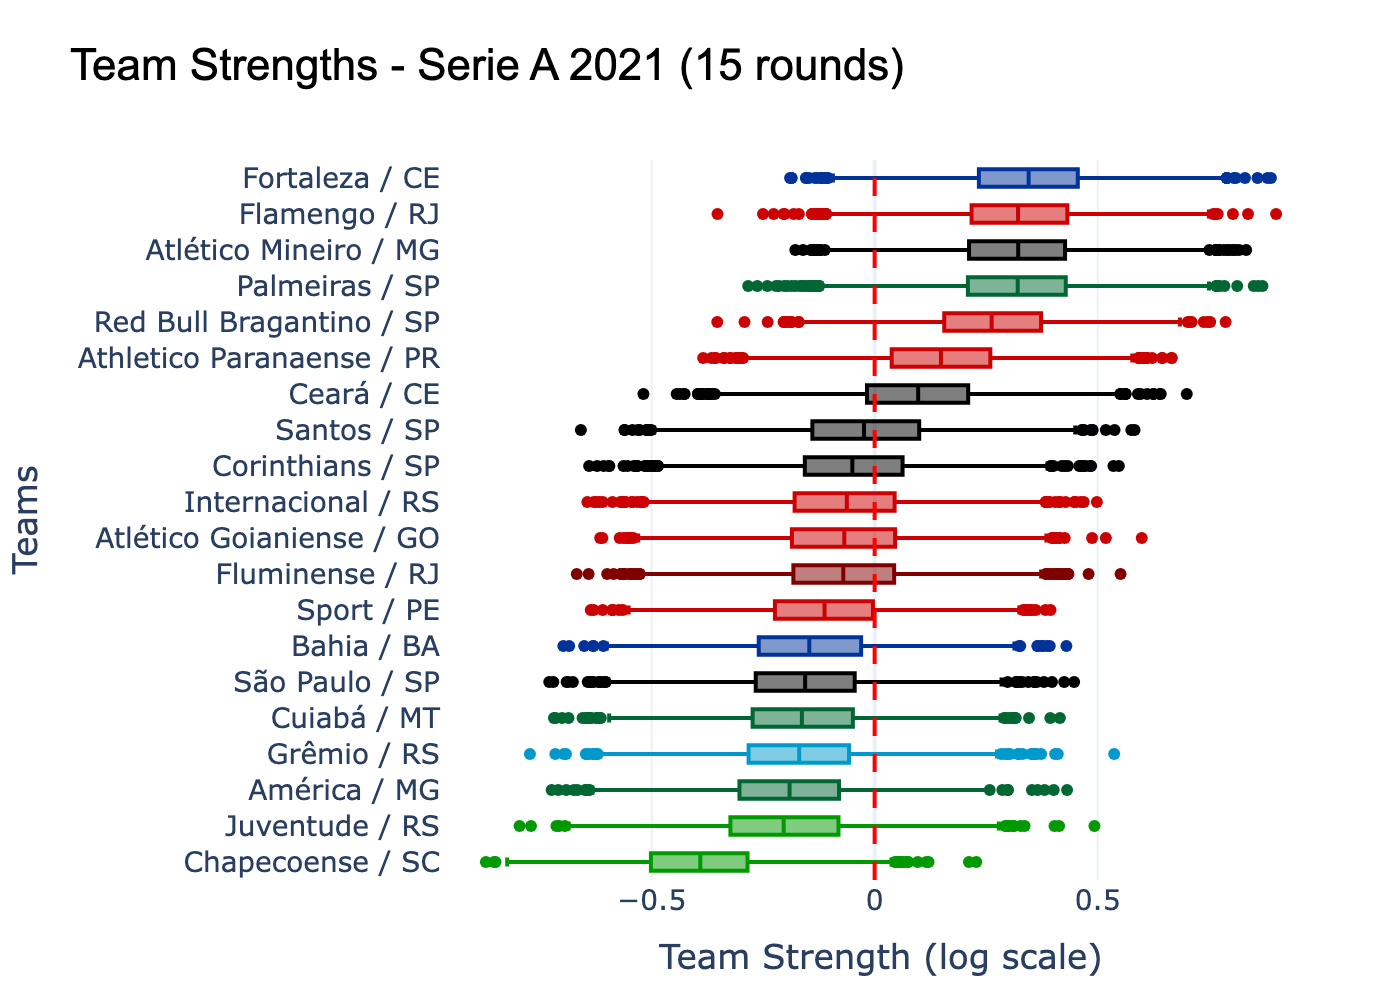 Team Strengths - Serie A 2021 (15 rounds)
Fortaleza / CE
Flamengo / RJ
Atlético Mineiro / MG
Palmeiras / SP
Red Bull Bragantino / SP
Athletico Paranaense / PR
Ceará / CE
Santos / SP
Corinthians / SP
Internacional / RS
Atlético Goianiense / GO
Fluminense / RJ
Sport / PE
Bahia / BA
São Paulo / SP
Cuiabá / MT
Grêmio / RS
América / MG
Juventude / RS
Chapecoense / SC
Teams
−0.5 0 0.5
Team Strength (log scale)